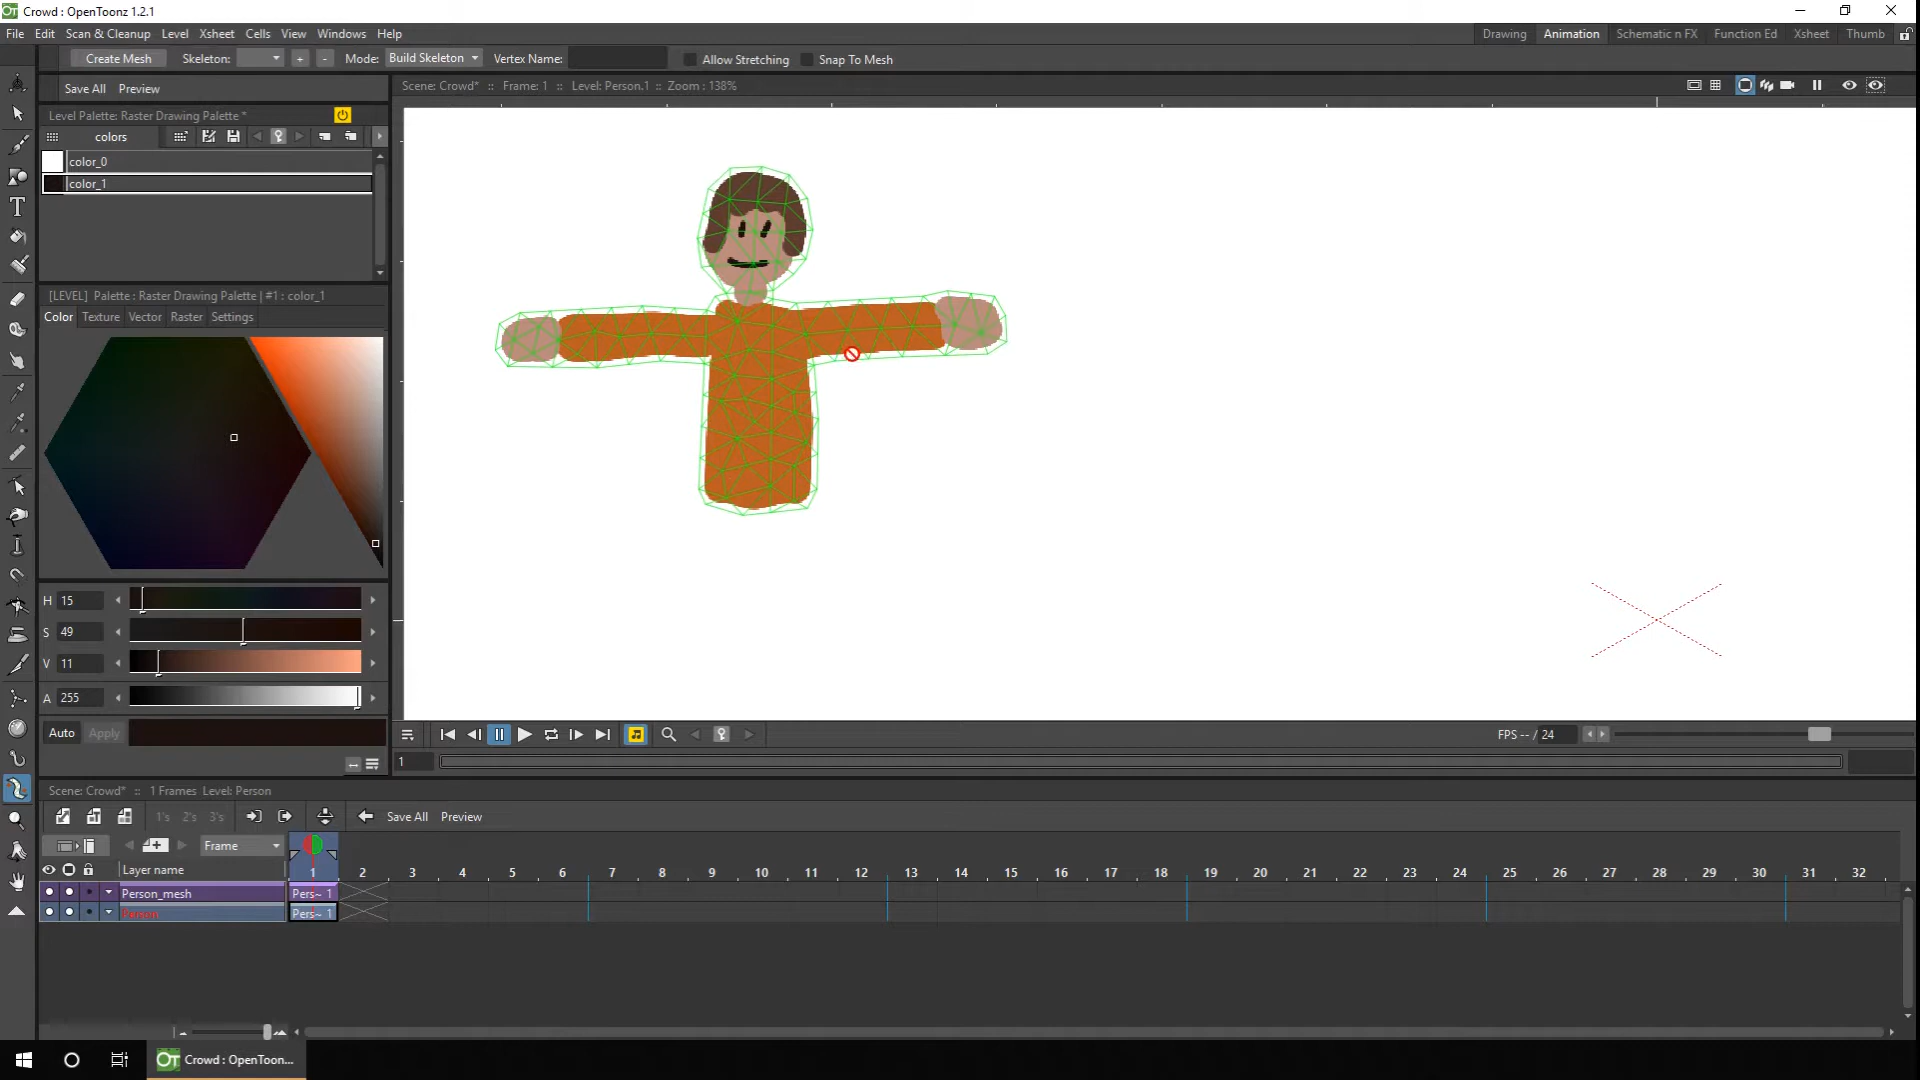 Crowd : OpenToonz 1.2.1
File Edit Scan & Cleanup Level Xsheet Cells View Windows Help
Drawing Animation Schematic n FX Function Ed Xsheet Thumb
Create Mesh Skeleton: + - Mode: Build Skeleton Vertex Name: Allow Stretching Snap To Mesh
Save All Preview
Scene: Crowd* :: Frame: 1 :: Level: Person.1 :: Zoom : 138%
Level Palette: Raster Drawing Palette *
colors
color_0
color_1
[LEVEL] Palette : Raster Drawing Palette | #1 : color_1
Color Texture Vector Raster Settings
H 15
S 49
V 11
A 255
Auto Apply
FPS -- / 24
1
Scene: Crowd* :: 1 Frames Level: Person
1's 2's 3's Save All Preview
Frame
Layer name
1 2 3 4 5 6 7 8 9 10 11 12 13 14 15 16 17 18 19 20 21 22 23 24 25 26 27 28 29 30 31 32
Person_mesh Pers~ 1
Person Pers~ 1
OT Crowd : OpenToon...